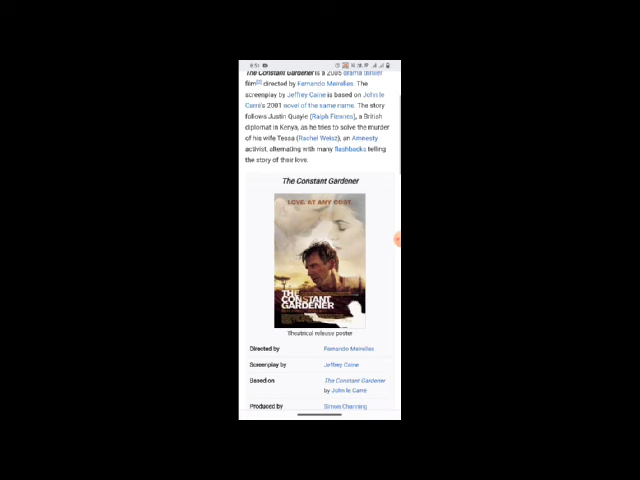 The Constant Gardener is a 2005 drama thriller
film[2] directed by Fernando Meirelles. The
screenplay by Jeffrey Caine is based on John le
Carré's 2001 novel of the same name. The story
follows Justin Quayle (Ralph Fiennes), a British
diplomat in Kenya, as he tries to solve the murder
of his wife Tessa (Rachel Weisz), an Amnesty
activist, alternating with many flashbacks telling
the story of their love.
The Constant Gardener
LOVE. AT ANY COST.
THE
CONSTANT
GARDENER
Theatrical release poster
Directed by Fernando Meirelles
Screenplay by Jeffrey Caine
Based on The Constant Gardener
by John le Carré
Produced by Simon Channing